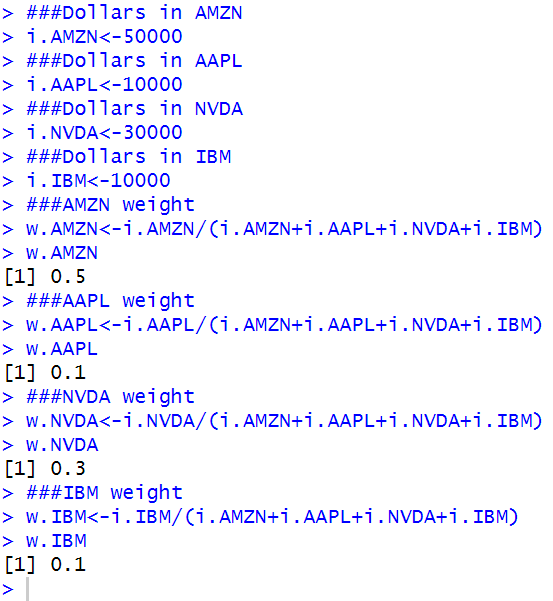 > ###Dollars in AMZN
> i.AMZN<-50000
> ###Dollars in AAPL
> i.AAPL<-10000
> ###Dollars in NVDA
> i.NVDA<-30000
> ###Dollars in IBM
> i.IBM<-10000
> ###AMZN weight
> w.AMZN<-i.AMZN/(i.AMZN+i.AAPL+i.NVDA+i.IBM)
> w.AMZN
[1] 0.5
> ###AAPL weight
> w.AAPL<-i.AAPL/(i.AMZN+i.AAPL+i.NVDA+i.IBM)
> w.AAPL
[1] 0.1
> ###NVDA weight
> w.NVDA<-i.NVDA/(i.AMZN+i.AAPL+i.NVDA+i.IBM)
> w.NVDA
[1] 0.3
> ###IBM weight
> w.IBM<-i.IBM/(i.AMZN+i.AAPL+i.NVDA+i.IBM)
> w.IBM
[1] 0.1
>